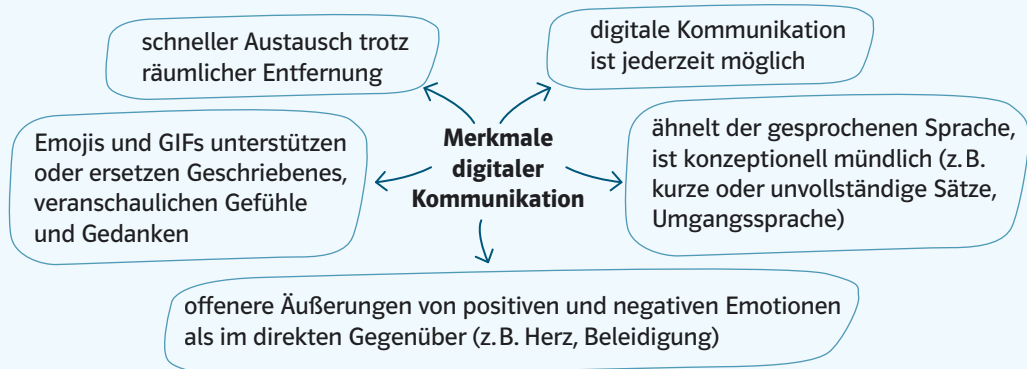 schneller Austausch trotz
räumlicher Entfernung
digitale Kommunikation
ist jederzeit möglich
Emojis und GIFs unterstützen
oder ersetzen Geschriebenes,
veranschaulichen Gefühle
und Gedanken
Merkmale
digitaler
Kommunikation
ähnelt der gesprochenen Sprache,
ist konzeptionell mündlich (z. B.
kurze oder unvollständige Sätze,
Umgangssprache)
offenere Äußerungen von positiven und negativen Emotionen
als im direkten Gegenüber (z. B. Herz, Beleidigung)